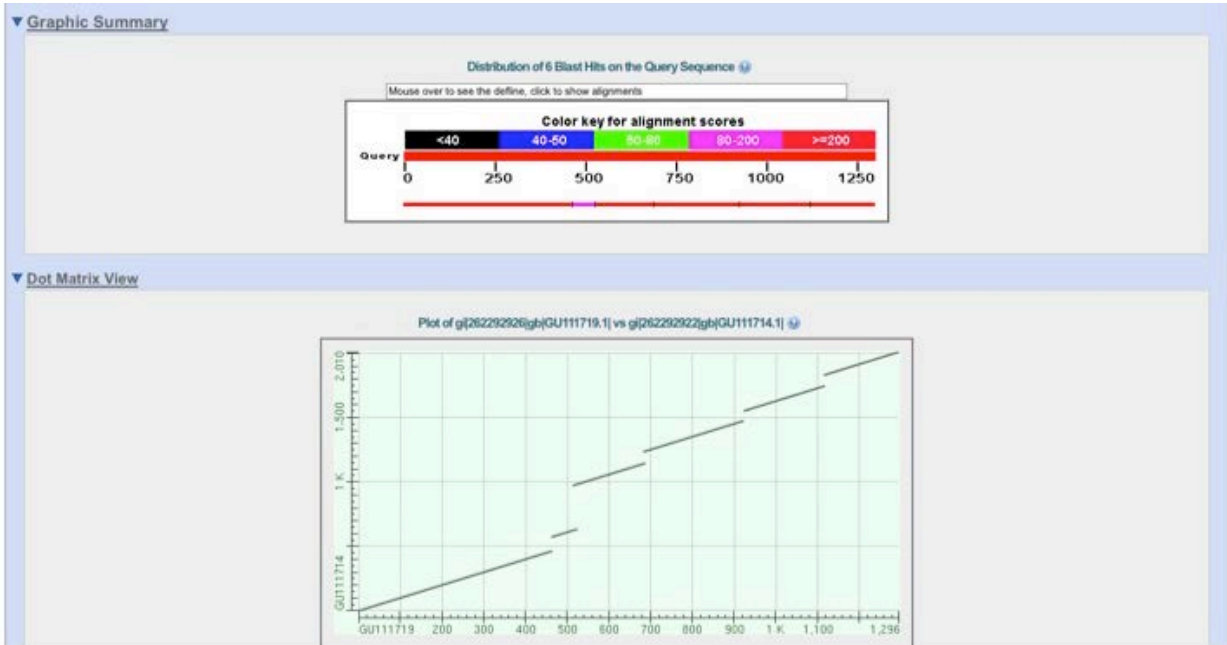 Graphic Summary
Distribution of 6 Blast Hits on the Query Sequence
Mouse over to see the defline, click to show alignments
Color key for alignment scores
<40 40-50 50-80 80-200 >=200
Query
0 250 500 750 1000 1250
Dot Matrix View
Plot of gi|262292926|gb|GU111719.1| vs gi|262292922|gb|GU111714.1|
2,010
1,500
1 K
GU111714
GU111719 200 300 400 500 600 700 800 900 1 K 1,100 1,296